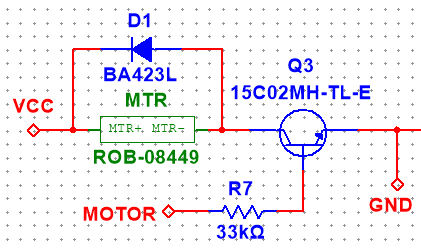 D1
BA423L
Q3
VCC
MTR
15C02MH-TL-E
MTR+ MTR-
ROB-08449
R7
GND
MOTOR
33kΩ